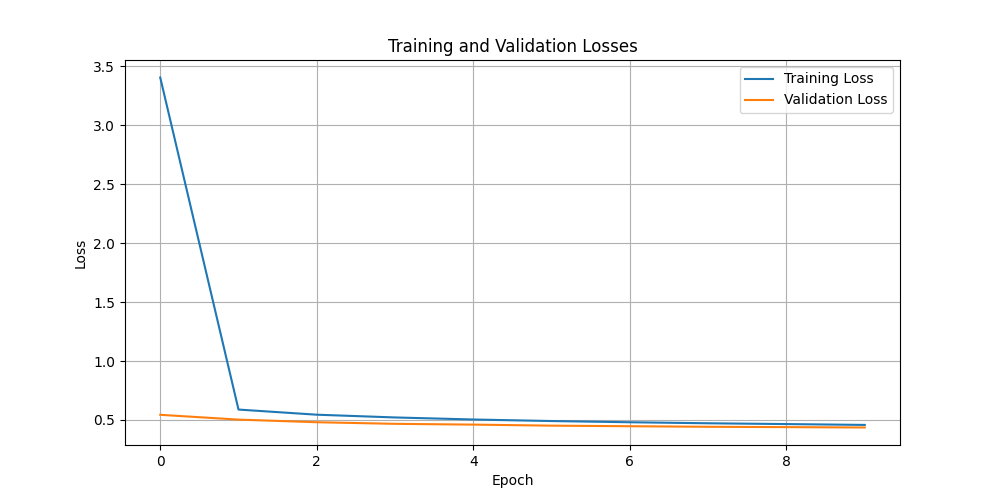 Training and Validation Losses
Training Loss
Validation Loss
3.5
3.0
2.5
2.0
1.5
1.0
0.5
Loss
0 2 4 6 8
Epoch